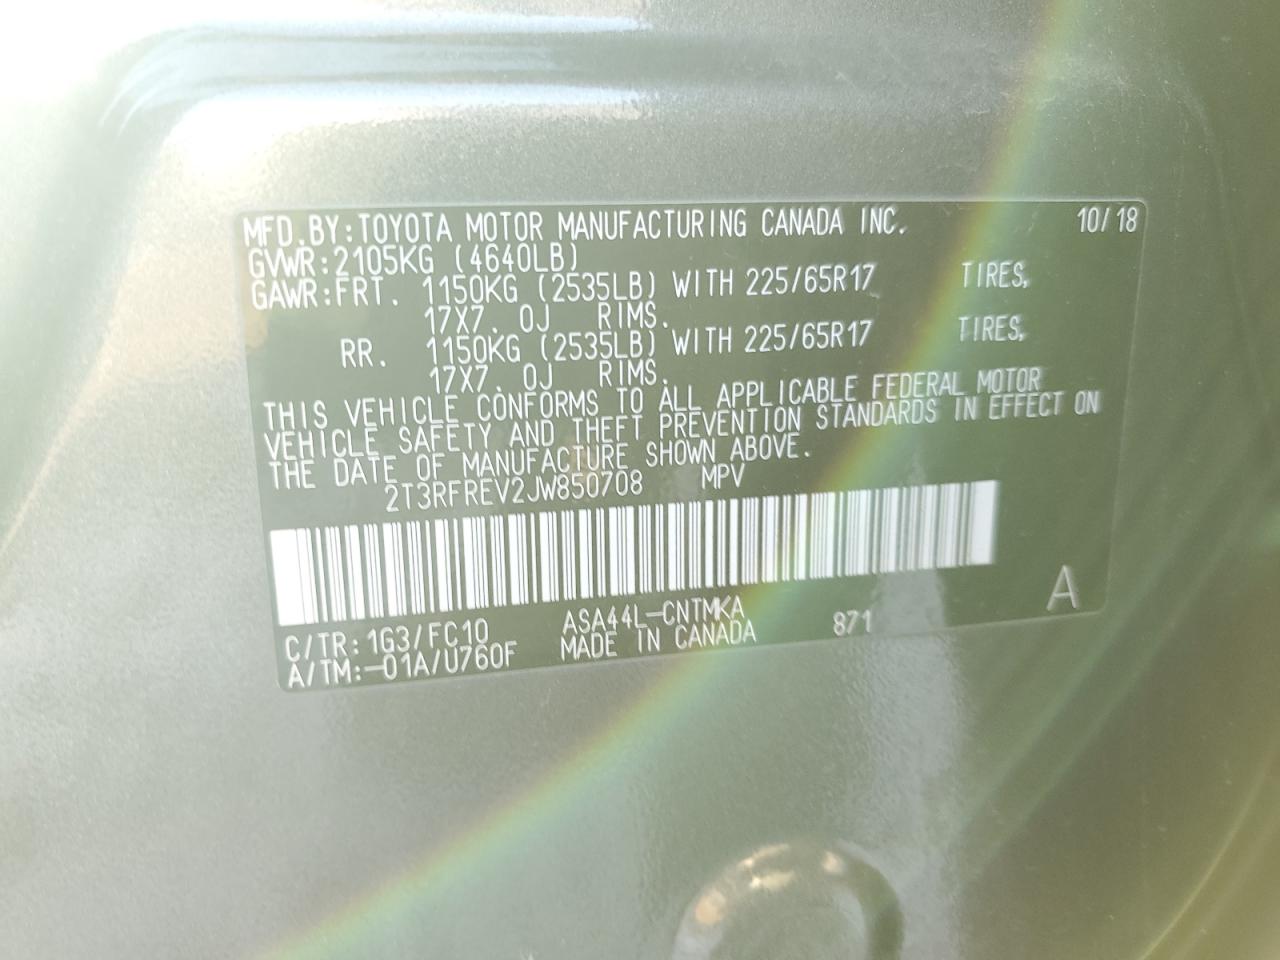 MFD.BY:TOYOTA MOTOR MANUFACTURING CANADA INC. 10/18
GVWR:2105KG (4640LB)
GAWR:FRT. 1150KG (2535LB) WITH 225/65R17 TIRES,
17X7.0J RIMS.
RR. 1150KG (2535LB) WITH 225/65R17 TIRES,
17X7.0J RIMS.
THIS VEHICLE CONFORMS TO ALL APPLICABLE FEDERAL MOTOR
VEHICLE SAFETY AND THEFT PREVENTION STANDARDS IN EFFECT ON
THE DATE OF MANUFACTURE SHOWN ABOVE.
2T3RFREV2JW850708 MPV
C/TR:1G3/FC10 ASA44L-CNTMKA 871 A
A/TM:-01A/U760F MADE IN CANADA